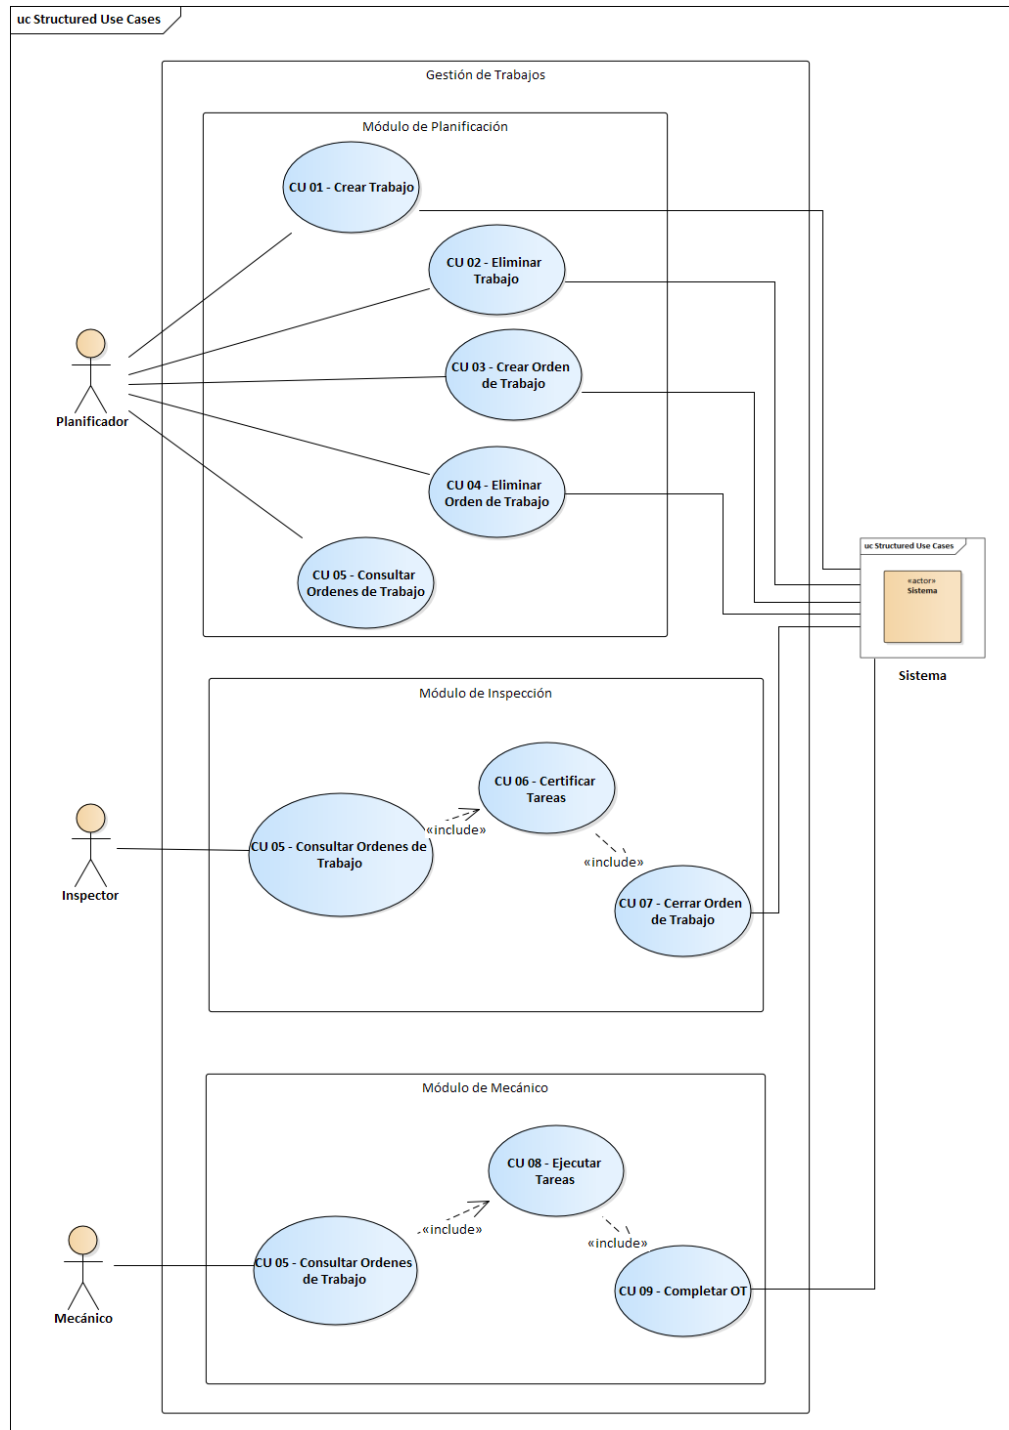 uc Structured Use Cases
Gestión de Trabajos
Módulo de Planificación
CU 01 - Crear Trabajo
CU 02 - Eliminar
Trabajo
CU 03 - Crear Orden
de Trabajo
Planificador
CU 04 - Eliminar
Orden de Trabajo
CU 05 - Consultar
Ordenes de Trabajo
uc Structured Use Cases
«actor»
Sistema
Sistema
Módulo de Inspección
CU 06 - Certificar
Tareas
«include»
CU 05 - Consultar Ordenes de
Trabajo
«include»
Inspector
CU 07 - Cerrar Orden
de Trabajo
Módulo de Mecánico
CU 08 - Ejecutar
Tareas
«include»
«include»
CU 05 - Consultar Ordenes
de Trabajo
CU 09 - Completar OT
Mecánico